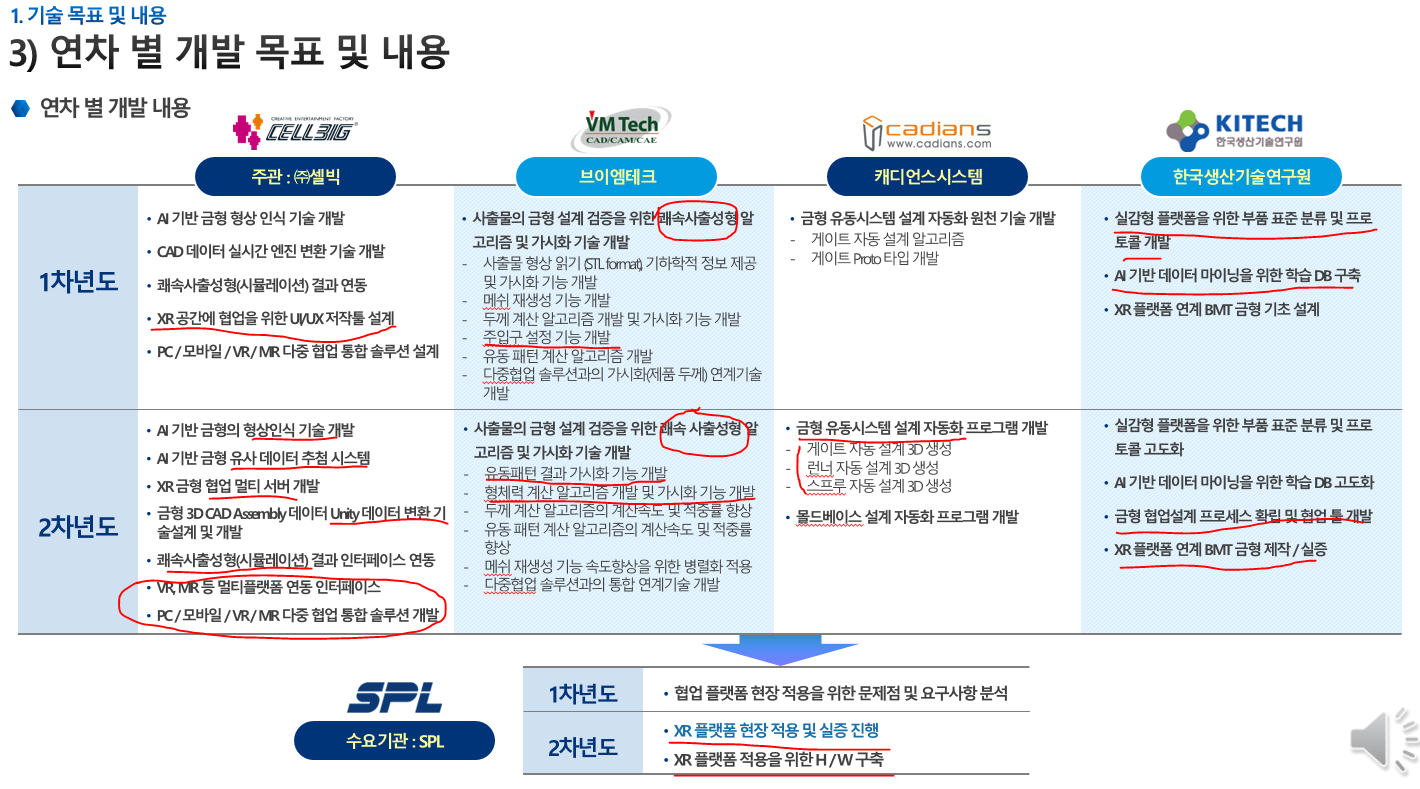 1. 기술 목표 및 내용
3) 연차 별 개발 목표 및 내용
연차 별 개발 내용
CREATIVE ENTERTAINMENT FACTORY
CELLBIG
주관 : ㈜셀빅
VM Tech
CAD/CAM/CAE
브이엠테크
cadians
www.cadians.com
캐디언스시스템
KITECH
한국생산기술연구원
한국생산기술연구원
1차년도
• AI 기반 금형 형상 인식 기술 개발
• CAD 데이터 실시간 엔진 변환 기술 개발
• 쾌속사출성형(시뮬레이션) 결과 연동
• XR 공간에 협업을 위한 UI/UX 저작툴 설계
• PC / 모바일 / VR / MR 다중 협업 통합 솔루션 설계
• 사출물의 금형 설계 검증을 위한 쾌속사출성형 알
고리즘 및 가시화 기술 개발
- 사출물 형상 읽기 (STL format), 기하학적 정보 제공
및 가시화 기능 개발
- 메쉬 재생성 기능 개발
- 두께 계산 알고리즘 개발 및 가시화 기능 개발
- 주입구 설정 기능 개발
- 유동 패턴 계산 알고리즘 개발
- 다중협업 솔루션과의 가시화(제품 두께) 연계기술
개발
• 금형 유동시스템 설계 자동화 원천 기술 개발
- 게이트 자동 설계 알고리즘
- 게이트 Proto 타입 개발
• 실감형 플랫폼을 위한 부품 표준 분류 및 프로
토콜 개발
• AI 기반 데이터 마이닝을 위한 학습 DB 구축
• XR 플랫폼 연계 BMT 금형 기초 설계
2차년도
• AI 기반 금형의 형상인식 기술 개발
• AI 기반 금형 유사 데이터 추첨 시스템
• XR 금형 협업 멀티 서버 개발
• 금형 3D CAD Assembly 데이터 Unity 데이터 변환 기
술설계 및 개발
• 쾌속사출성형(시뮬레이션) 결과 인터페이스 연동
• VR, MR 등 멀티플랫폼 연동 인터페이스
• PC / 모바일 / VR / MR 다중 협업 통합 솔루션 개발
• 사출물의 금형 설계 검증을 위한 쾌속 사출성형 알
고리즘 및 가시화 기술 개발
- 유동패턴 결과 가시화 기능 개발
- 형체력 계산 알고리즘 개발 및 가시화 기능 개발
- 두께 계산 알고리즘의 계산속도 및 적중률 향상
- 유동 패턴 계산 알고리즘의 계산속도 및 적중률
향상
- 메쉬 재생성 기능 속도향상을 위한 병렬화 적용
- 다중협업 솔루션과의 통합 연계기술 개발
• 금형 유동시스템 설계 자동화 프로그램 개발
- 게이트 자동 설계 3D 생성
- 런너 자동 설계 3D 생성
- 스프루 자동 설계 3D 생성
• 몰드베이스 설계 자동화 프로그램 개발
• 실감형 플랫폼을 위한 부품 표준 분류 및 프로
토콜 고도화
• AI 기반 데이터 마이닝을 위한 학습 DB 고도화
• 금형 협업설계 프로세스 확립 및 협업 툴 개발
• XR 플랫폼 연계 BMT 금형 제작 / 실증
SPL
수요기관 : SPL
1차년도
• 협업 플랫폼 현장 적용을 위한 문제점 및 요구사항 분석
2차년도
• XR 플랫폼 현장 적용 및 실증 진행
• XR 플랫폼 적용을 위한 H / W 구축